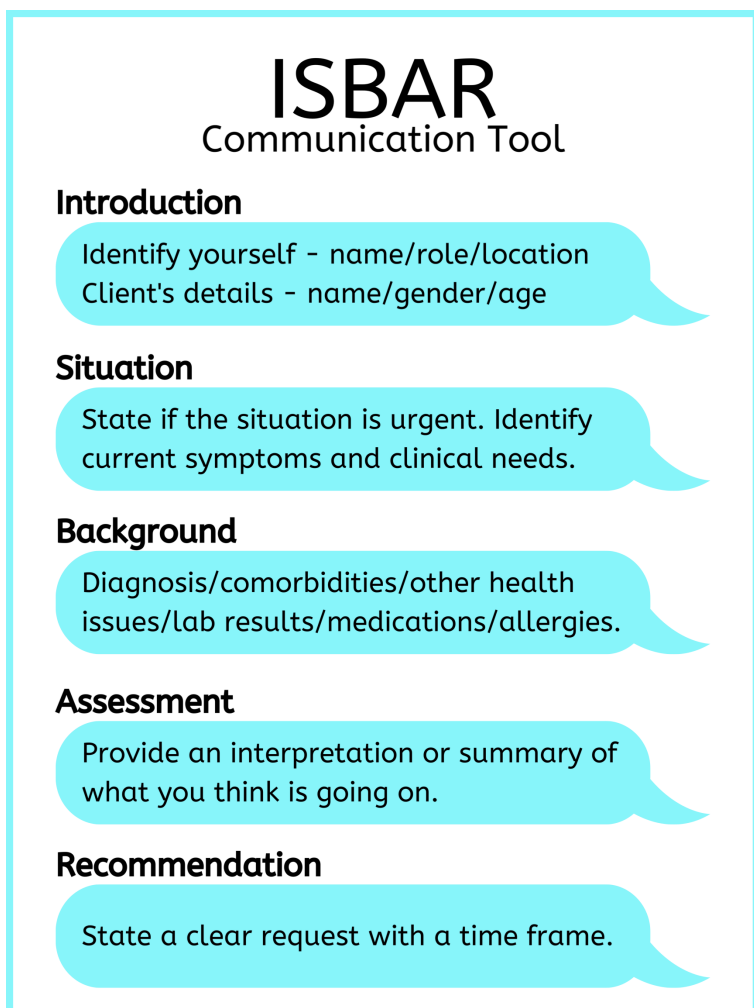 ISBAR
Communication Tool
Introduction
Identify yourself - name/role/location
Client's details - name/gender/age
Situation
State if the situation is urgent. Identify
current symptoms and clinical needs.
Background
Diagnosis/comorbidities/other health
issues/lab results/medications/allergies.
Assessment
Provide an interpretation or summary of
what you think is going on.
Recommendation
State a clear request with a time frame.